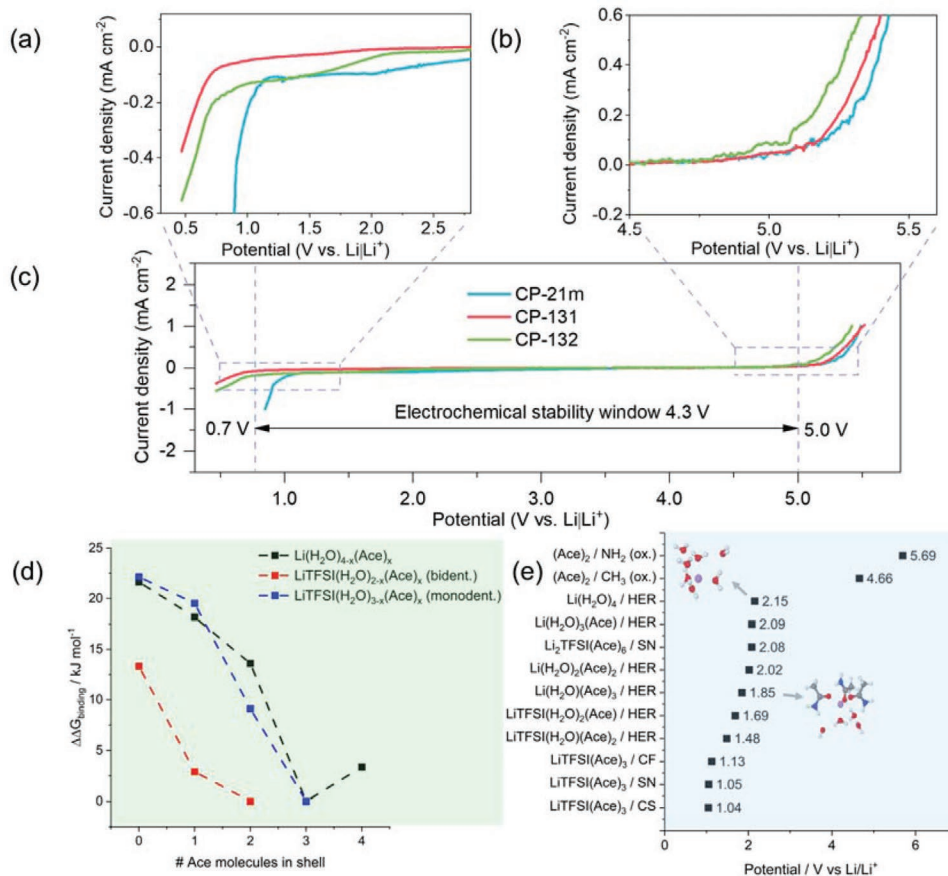 (a)
Current density (mA cm⁻²)
0.0
-0.2
-0.4
-0.6
0.5 1.0 1.5 2.0 2.5
Potential (V vs. Li|Li⁺)
(b)
Current density (mA cm⁻²)
0.6
0.4
0.2
0.0
-0.2
4.5 5.0 5.5
Potential (V vs. Li|Li⁺)
(c)
Current density (mA cm⁻²)
2
1
0
-1
-2
CP-21m
CP-131
CP-132
Electrochemical stability window 4.3 V
0.7 V
5.0 V
1.0 2.0 3.0 4.0 5.0
Potential (V vs. Li|Li⁺)
(d)
ΔΔG_binding / kJ mol⁻¹
25
20
15
10
5
0
Li(H₂O)₄₋ₓ(Ace)ₓ
LiTFSI(H₂O)₂₋ₓ(Ace)ₓ (bident.)
LiTFSI(H₂O)₃₋ₓ(Ace)ₓ (monodent.)
0 1 2 3 4
# Ace molecules in shell
(e)
(Ace)₂ / NH₂ (ox.) 5.69
(Ace)₂ / CH₃ (ox.) 4.66
Li(H₂O)₄ / HER 2.15
Li(H₂O)₃(Ace) / HER 2.09
Li₂TFSI(Ace)₆ / SN 2.08
Li(H₂O)₂(Ace)₂ / HER 2.02
Li(H₂O)(Ace)₃ / HER 1.85
LiTFSI(H₂O)₂(Ace) / HER 1.69
LiTFSI(H₂O)(Ace)₂ / HER 1.48
LiTFSI(Ace)₃ / CF 1.13
LiTFSI(Ace)₃ / SN 1.05
LiTFSI(Ace)₃ / CS 1.04
0 2 4 6
Potential / V vs Li/Li⁺